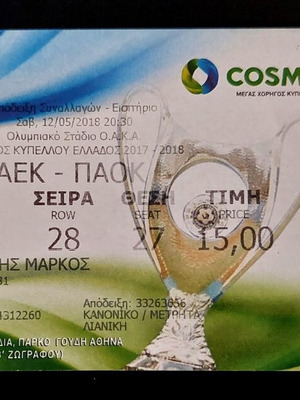 COSM
ΜΕΓΑΣ ΧΟΡΗΓΟΣ ΚΥΠ
πόδειξη Συναλλαγών - Εισιτήριο
Σαβ, 12/05/2018 20:30
Ολυμπιακό Στάδιο Ο.Α.Κ.Α.
ΟΣ ΚΥΠΕΛΛΟΥ ΕΛΛΑΔΟΣ 2017 - 2018
ΑΕΚ - ΠΑΟΚ
ΣΕΙΡΑ ΘΕΣΗ ΤΙΜΗ
ROW SEAT PRICE
28 27 15,00
ΗΣ ΜΑΡΚΟΣ
31
Απόδειξη: 33263656
4312260 ΚΑΝΟΝΙΚΟ / ΜΕΤΡΗΤΑ
ΛΙΑΝΙΚΗ
ΔΙΑ, ΠΑΡΚΟ ΓΟΥΔΗ ΑΘΗΝΑ
Β' ΖΩΓΡΑΦΟΥ)